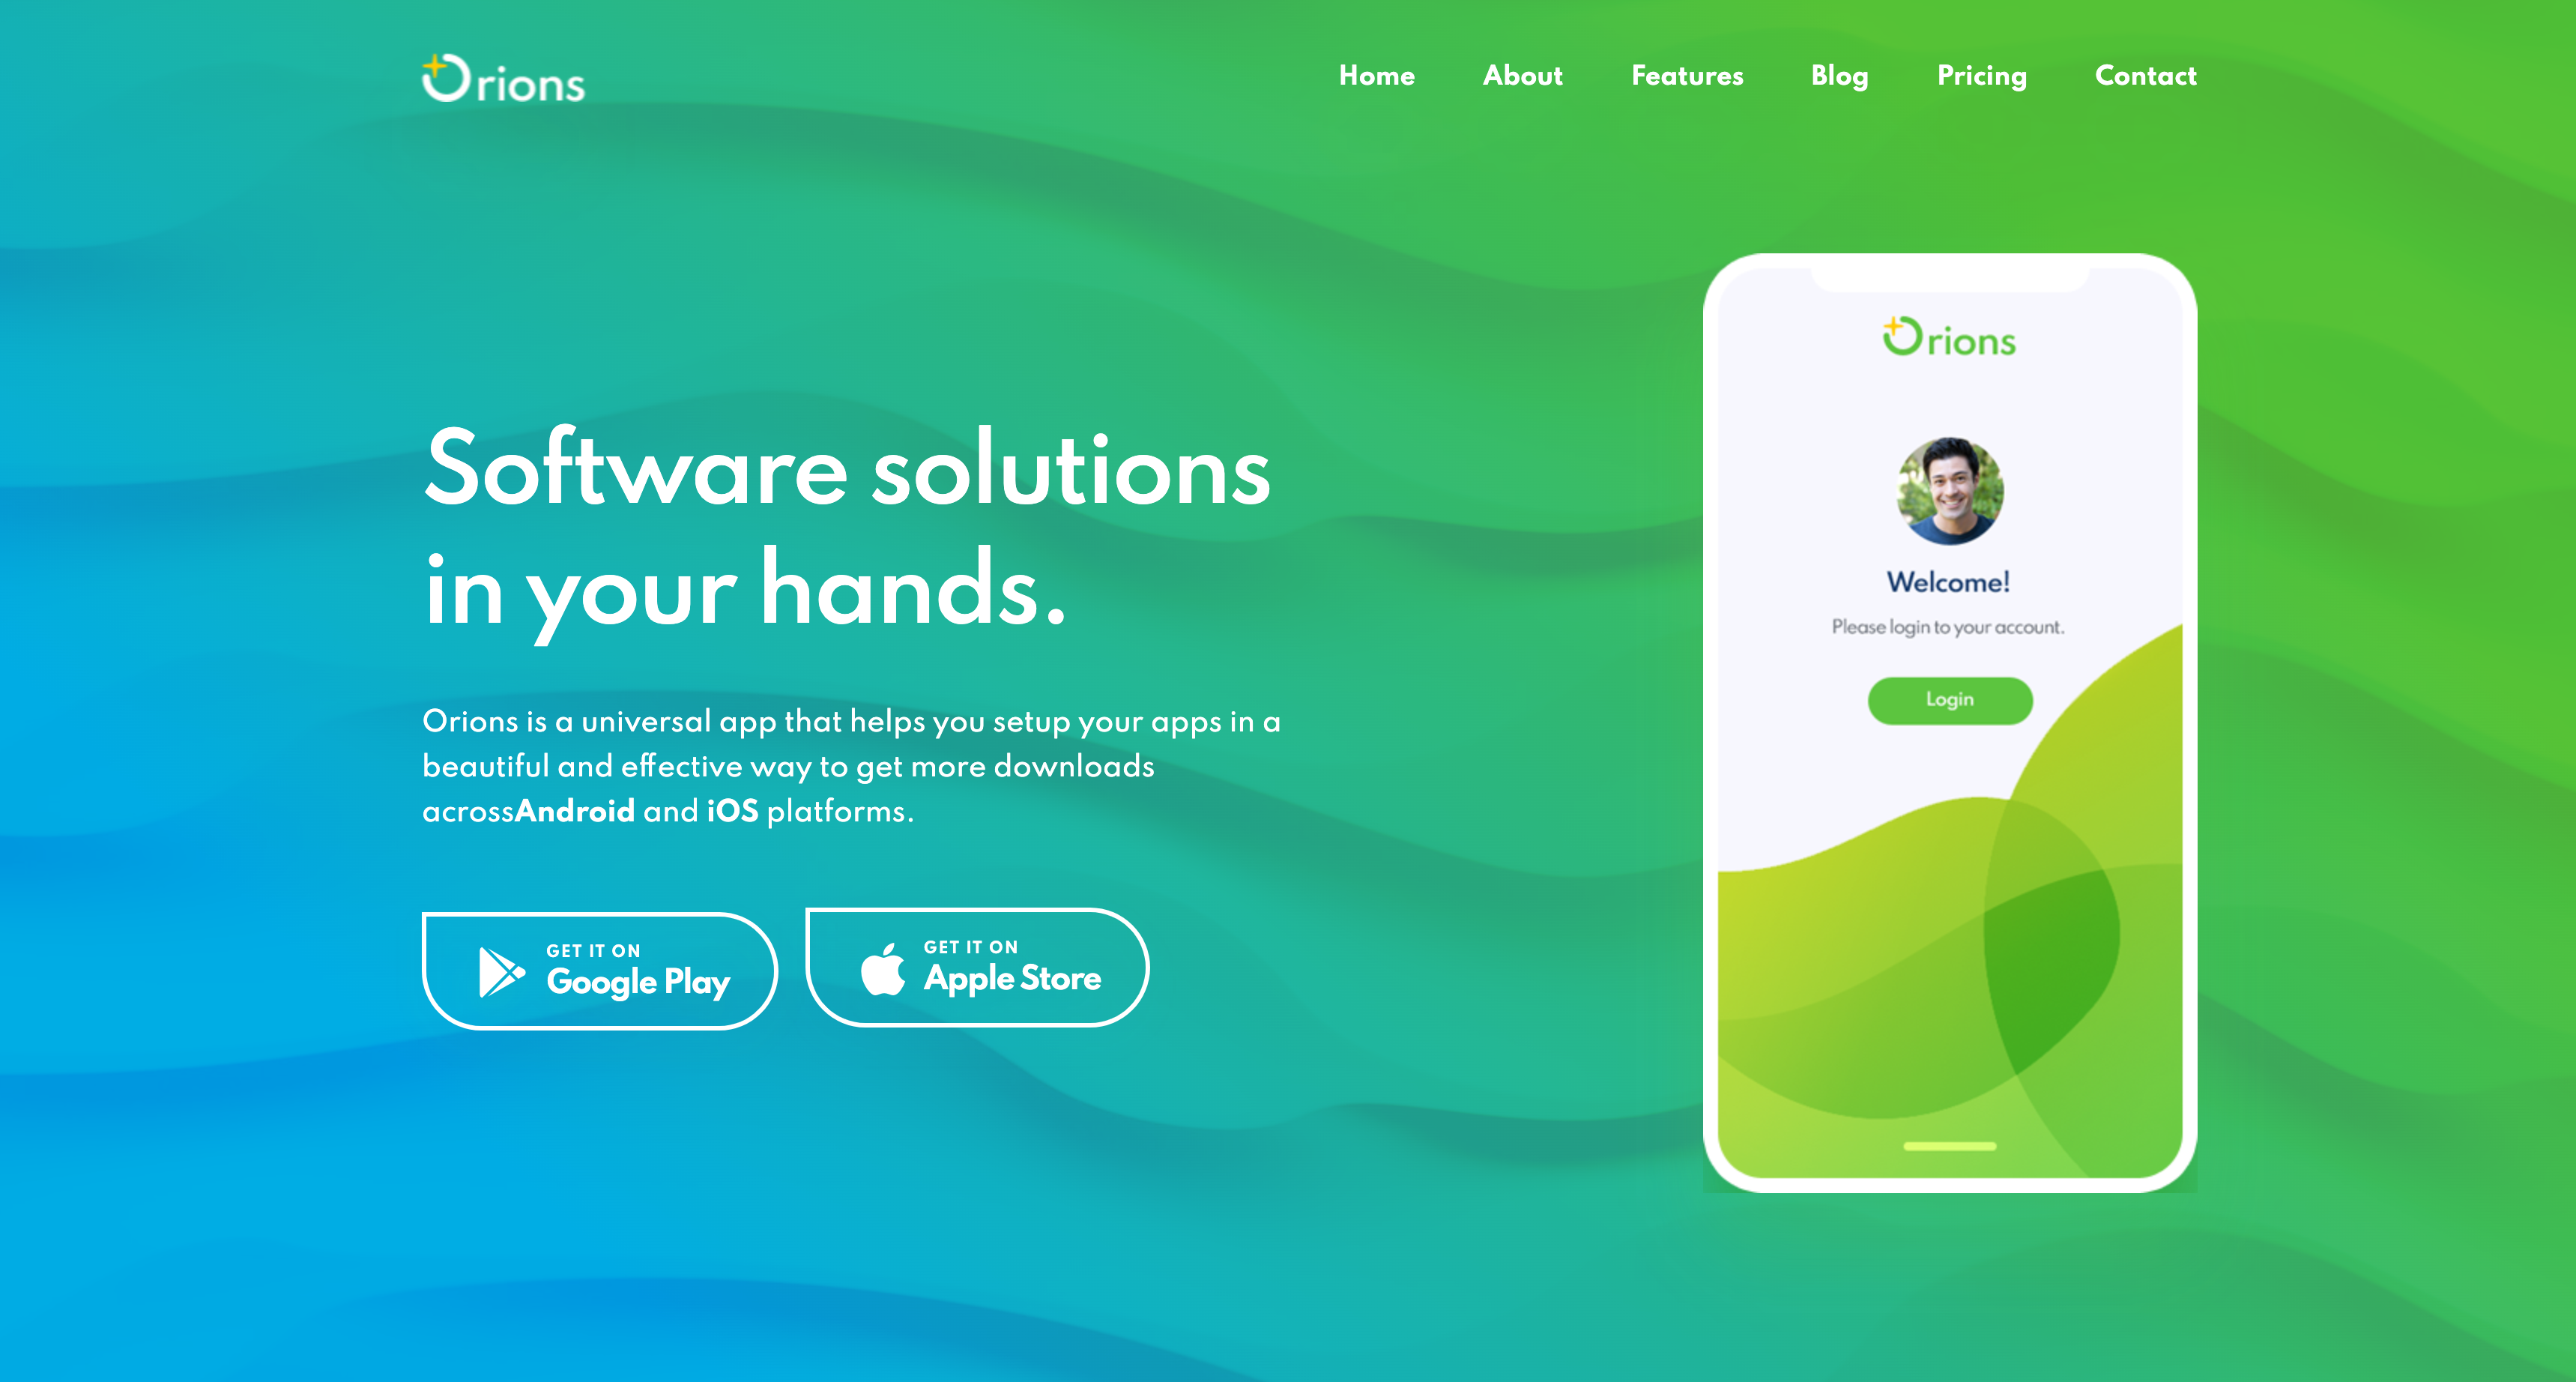 Orions
Home About Features Blog Pricing Contact
Software solutions
in your hands.
Orions is a universal app that helps you setup your apps in a
beautiful and effective way to get more downloads
acrossAndroid and iOS platforms.
GET IT ON
Google Play
GET IT ON
Apple Store
Orions
Welcome!
Please login to your account.
Login